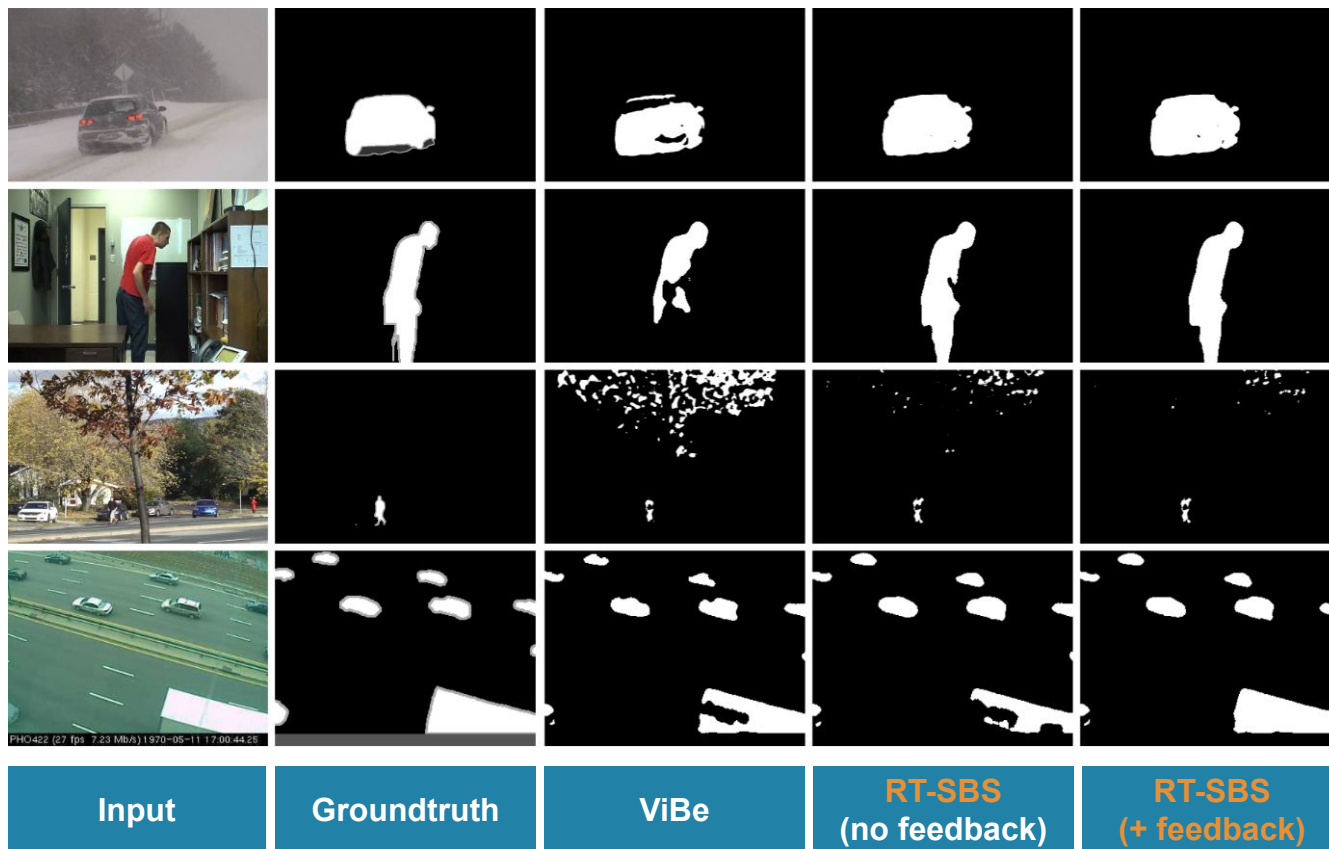 PHO422 (27 fps 7.23 Mb/s) 1970-05-11 17:00:44.25
Input
Groundtruth
ViBe
RT-SBS
(no feedback)
RT-SBS
(+ feedback)